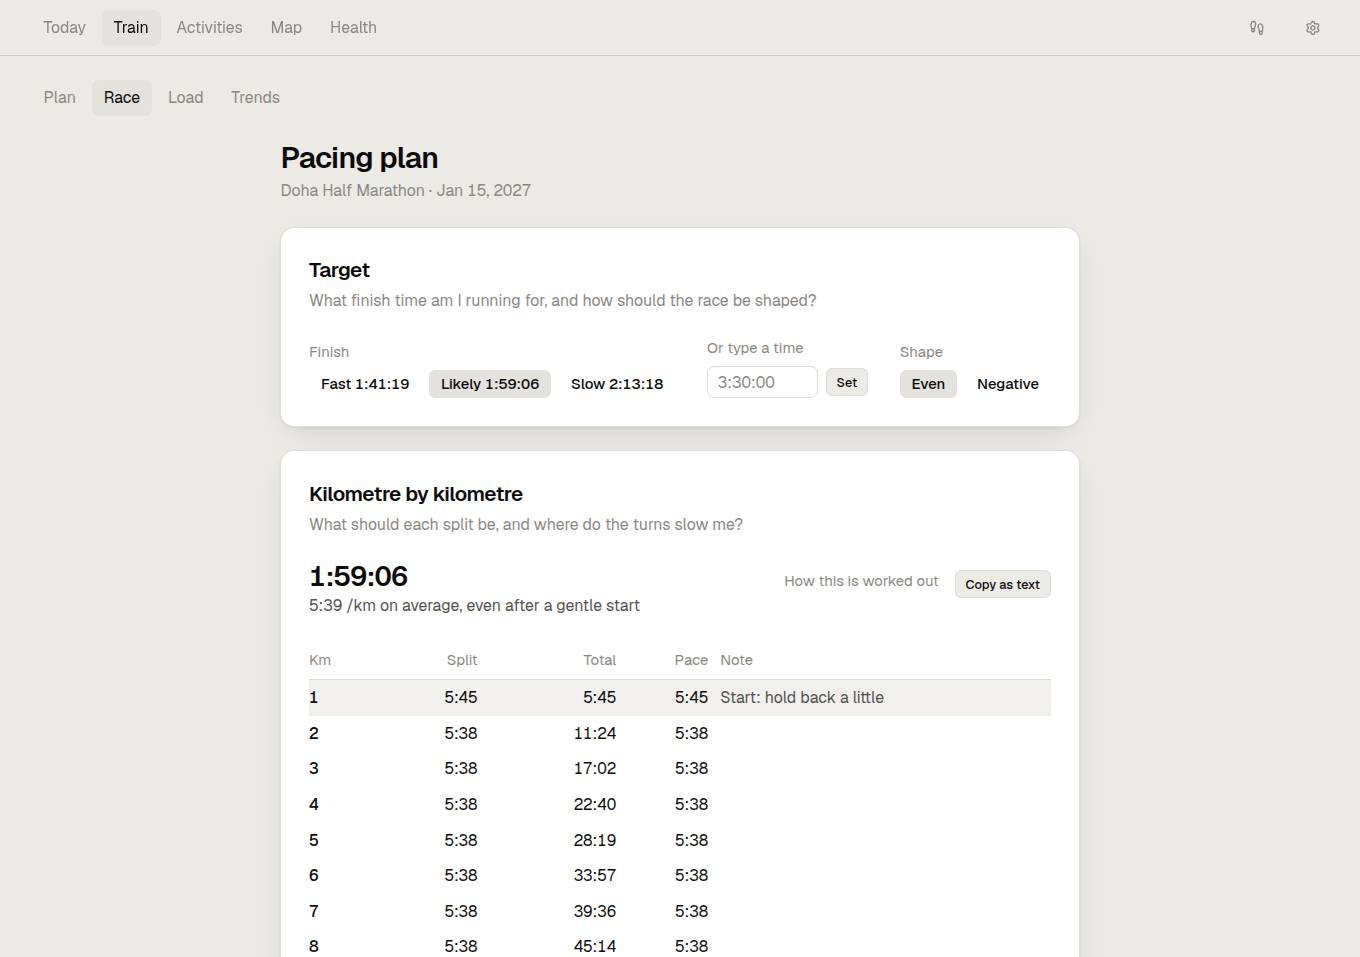 Today Train Activities Map Health
Plan Race Load Trends
Pacing plan
Doha Half Marathon · Jan 15, 2027
Target
What finish time am I running for, and how should the race be shaped?
Finish Or type a time Shape
Fast 1:41:19 Likely 1:59:06 Slow 2:13:18 3:30:00 Set Even Negative
Kilometre by kilometre
What should each split be, and where do the turns slow me?
1:59:06
5:39 /km on average, even after a gentle start
How this is worked out Copy as text
Km Split Total Pace Note
1 5:45 5:45 5:45 Start: hold back a little
2 5:38 11:24 5:38
3 5:38 17:02 5:38
4 5:38 22:40 5:38
5 5:38 28:19 5:38
6 5:38 33:57 5:38
7 5:38 39:36 5:38
8 5:38 45:14 5:38